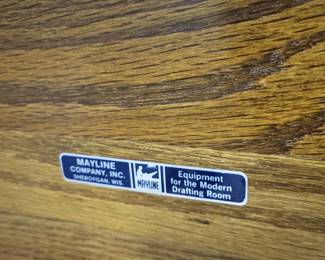 MAYLINE
COMPANY, INC.
SHEBOYGAN, WIS.
MAYLINE
Equipment
for the Modern
Drafting Room